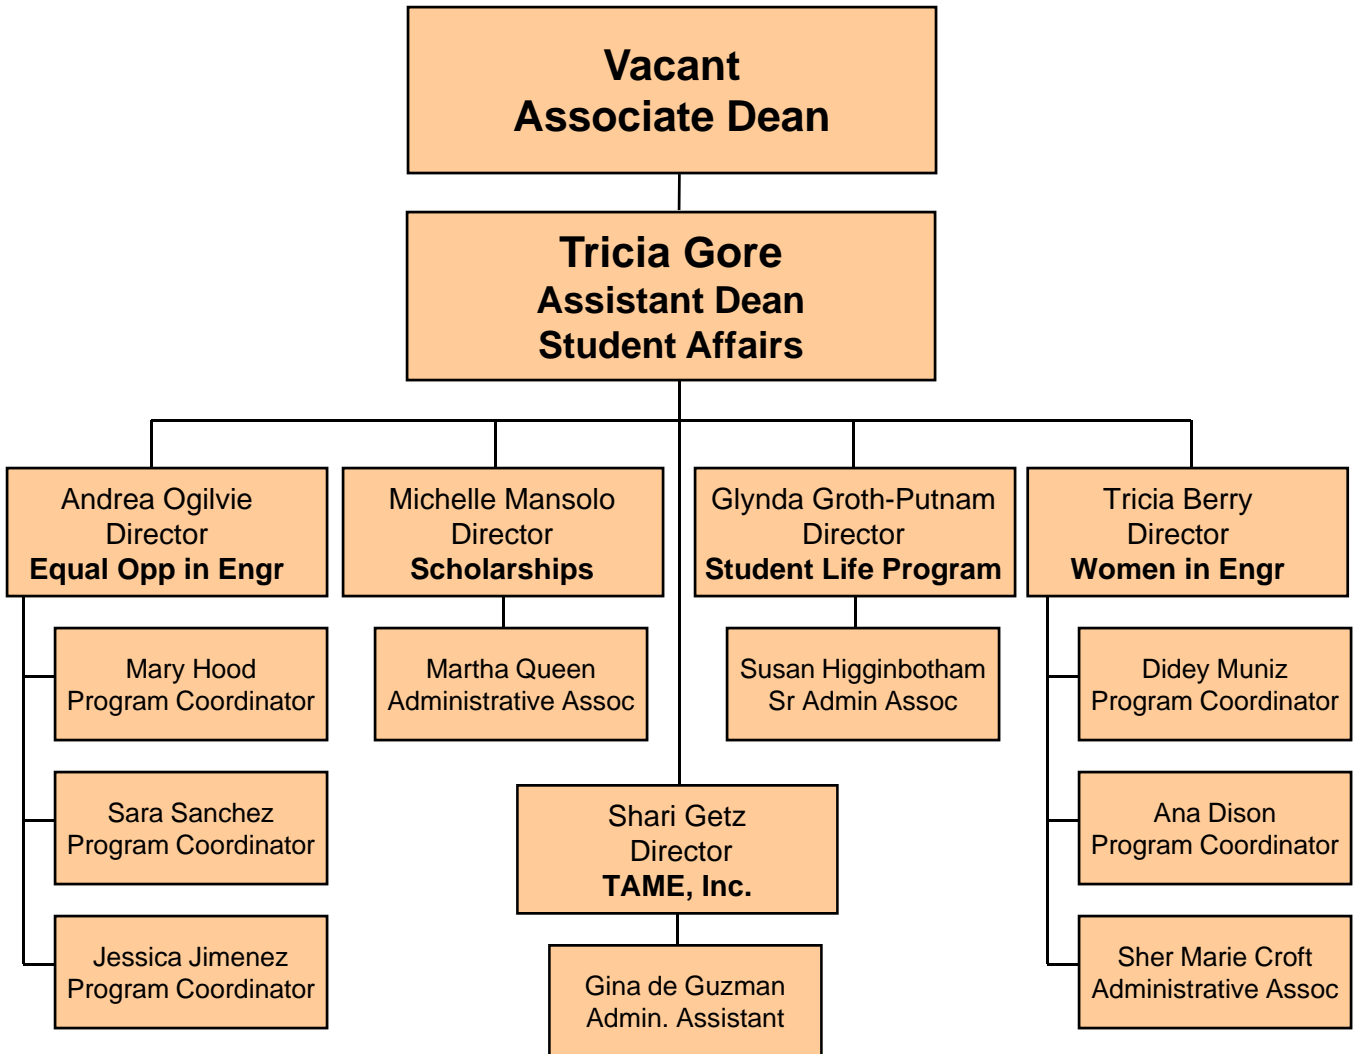 Vacant
Associate Dean
Tricia Gore
Assistant Dean
Student Affairs
Andrea Ogilvie
Director
Equal Opp in Engr
Michelle Mansolo
Director
Scholarships
Glynda Groth-Putnam
Director
Student Life Program
Tricia Berry
Director
Women in Engr
Mary Hood
Program Coordinator
Sara Sanchez
Program Coordinator
Jessica Jimenez
Program Coordinator
Martha Queen
Administrative Assoc
Shari Getz
Director
TAME, Inc.
Gina de Guzman
Admin. Assistant
Susan Higginbotham
Sr Admin Assoc
Didey Muniz
Program Coordinator
Ana Dison
Program Coordinator
Sher Marie Croft
Administrative Assoc